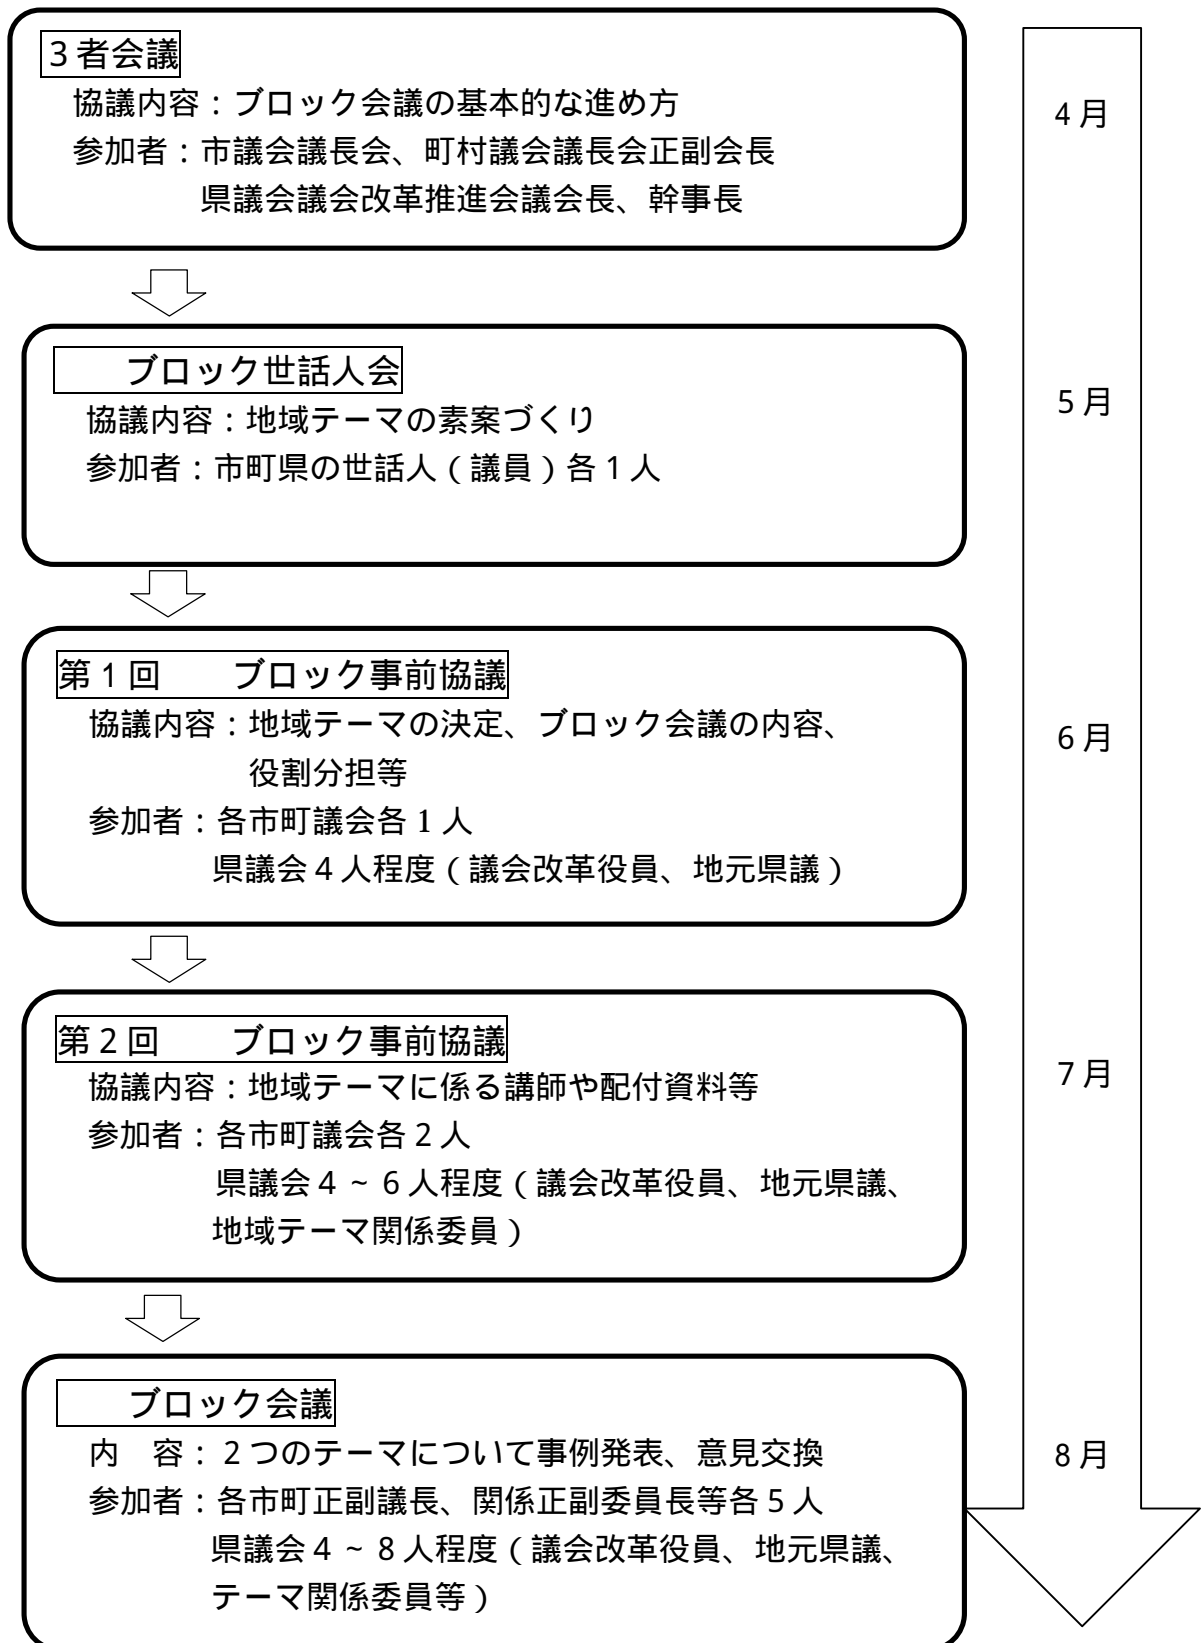 3者会議
協議内容：ブロック会議の基本的な進め方
参加者：市議会議長会、町村議会議長会正副会長
県議会議会改革推進会議会長、幹事長
4月
ブロック世話人会
協議内容：地域テーマの素案づくり
参加者：市町県の世話人（議員）各1人
5月
第1回　　ブロック事前協議
協議内容：地域テーマの決定、ブロック会議の内容、
役割分担等
参加者：各市町議会各1人
県議会4人程度（議会改革役員、地元県議）
6月
第2回　　ブロック事前協議
協議内容：地域テーマに係る講師や配付資料等
参加者：各市町議会各2人
県議会4～6人程度（議会改革役員、地元県議、
地域テーマ関係委員）
7月
ブロック会議
内　容：2つのテーマについて事例発表、意見交換
参加者：各市町正副議長、関係正副委員長等各5人
県議会4～8人程度（議会改革役員、地元県議、
テーマ関係委員等）
8月